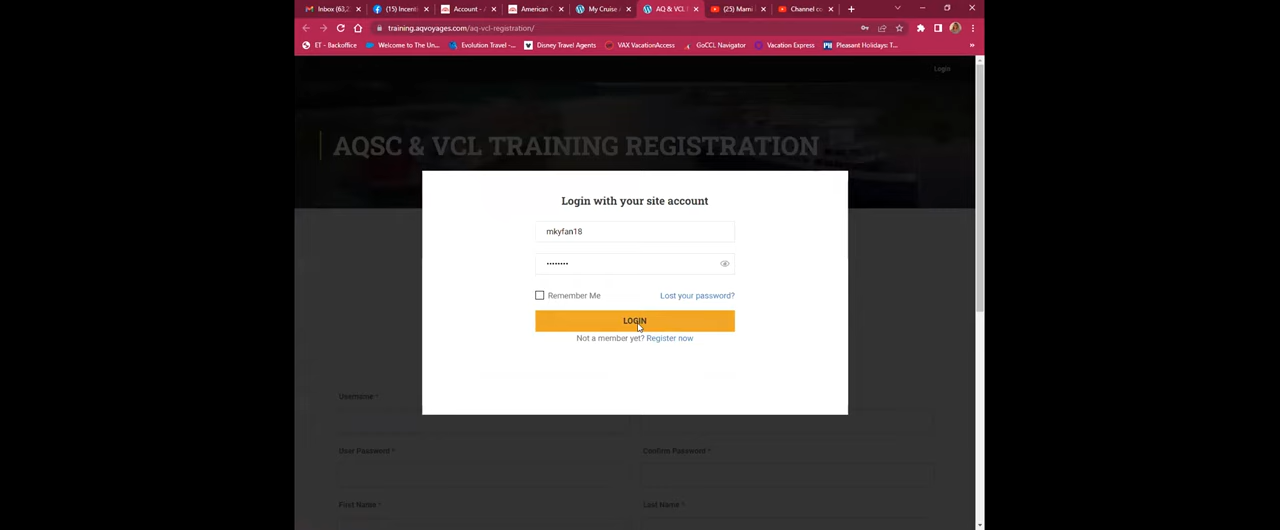 Inbox (63,2
(15) Incenti
Account - A
American C
My Cruise A
AQ & VCL T
(25) Marni
Channel co
training.aqvoyages.com/aq-vcl-registration/
ET - Backoffice
Welcome to The Un...
Evolution Travel -...
Disney Travel Agents
VAX VacationAccess
GoCCL Navigator
Vacation Express
Pleasant Holidays: T...
»
Login
AQSC & VCL TRAINING REGISTRATION
Login with your site account
mkyfan18
••••••••
Remember Me
Lost your password?
LOGIN
Not a member yet? Register now
Username *
User Password *
Confirm Password *
First Name *
Last Name *